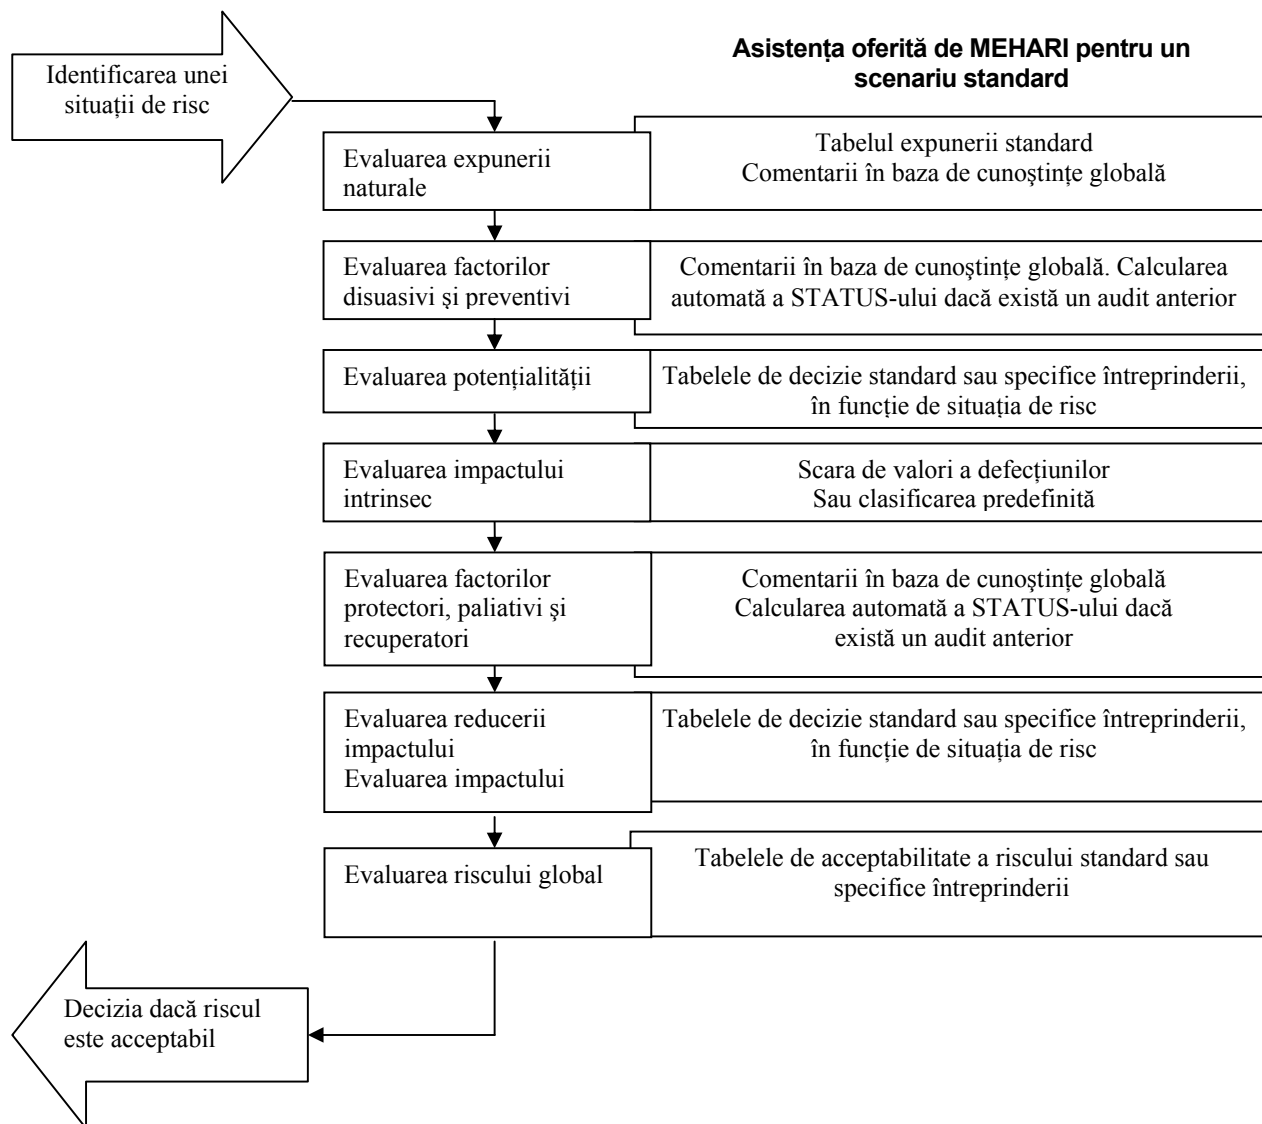 Asistența oferită de MEHARI pentru un
scenariu standard
Identificarea unei
situații de risc
Evaluarea expunerii
naturale
Tabelul expunerii standard
Comentarii în baza de cunoştințe globală
Evaluarea factorilor
disuasivi şi preventivi
Comentarii în baza de cunoştințe globală. Calcularea
automată a STATUS-ului dacă există un audit anterior
Evaluarea potențialității
Tabelele de decizie standard sau specifice întreprinderii,
în funcție de situația de risc
Evaluarea impactului
intrinsec
Scara de valori a defecțiunilor
Sau clasificarea predefinită
Evaluarea factorilor
protectori, paliativi şi
recuperatori
Comentarii în baza de cunoştințe globală
Calcularea automată a STATUS-ului dacă
există un audit anterior
Evaluarea reducerii
impactului
Evaluarea impactului
Tabelele de decizie standard sau specifice întreprinderii,
în funcție de situația de risc
Evaluarea riscului global
Tabelele de acceptabilitate a riscului standard sau
specifice întreprinderii
Decizia dacă riscul
este acceptabil